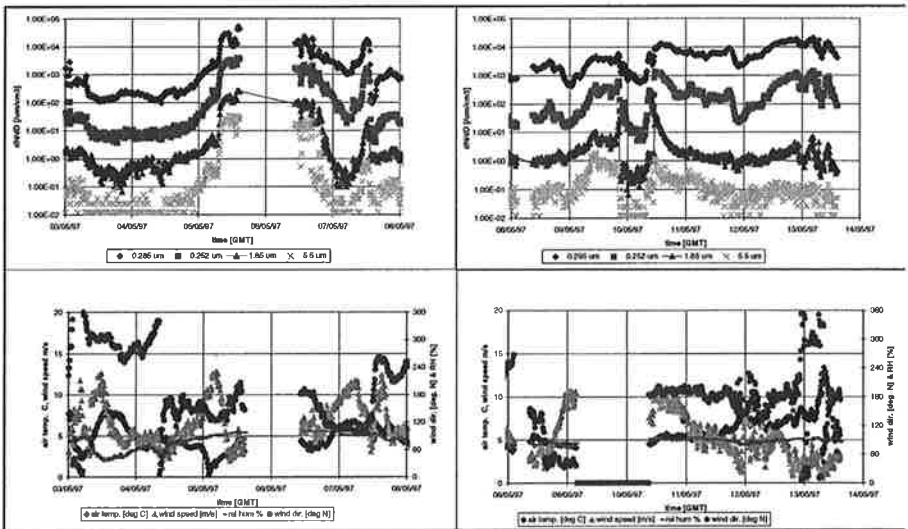 1.00E+05
1.00E+04
1.00E+03
1.00E+02
1.00E+01
1.00E+00
1.00E-01
1.00E-02
03/05/97 04/05/97 05/05/97 06/05/97 07/05/97 08/05/97
time [GMT]
0.285 um 0.252 um 1.85 um 5.5 um
1.00E+05
1.00E+04
1.00E+03
1.00E+02
1.00E+01
1.00E+00
1.00E-01
1.00E-02
08/05/97 09/05/97 10/05/97 11/05/97 12/05/97 13/05/97 14/05/97
time [GMT]
0.295 um 0.252 um 1.85 um 5.5 um
air temp. C, wind speed m/s
20
15
10
5
0
360
300
240
180
120
60
0
wind dir. [deg N] & RH [%]
03/05/97 04/05/97 05/05/97 06/05/97 07/05/97 08/05/97
time [GMT]
air temp. [deg C] wind speed [m/s] rel hum % wind dir. [deg N]
air temp. C, wind speed m/s
20
15
10
5
0
360
300
240
180
120
60
0
wind dir. [deg N] & RH [%]
08/05/97 09/05/97 10/05/97 11/05/97 12/05/97 13/05/97 14/05/97
time [GMT]
air temp. [deg C] wind speed [m/s] rel hum % wind dir. [deg N]